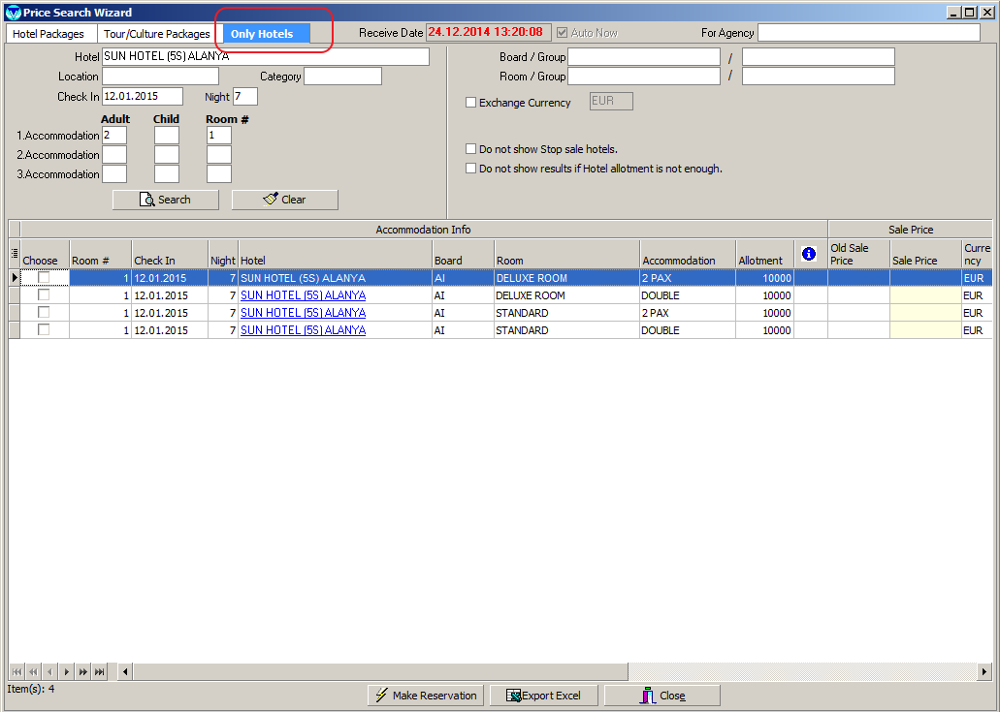 Price Search Wizard
Hotel Packages Tour/Culture Packages Only Hotels Receive Date 24.12.2014 13:20:08 Auto Now For Agency
Hotel SUN HOTEL (5S) ALANYA Board / Group /
Location Category Room / Group /
Check In 12.01.2015 Night 7 Exchange Currency EUR
Adult Child Room #
1.Accommodation 2 1
2.Accommodation Do not show Stop sale hotels.
3.Accommodation Do not show results if Hotel allotment is not enough.
Search Clear
Accommodation Info Sale Price
Choose Room # Check In Night Hotel Board Room Accommodation Allotment i Old Sale Price Sale Price Curre ncy
1 12.01.2015 7 SUN HOTEL (5S) ALANYA AI DELUXE ROOM 2 PAX 10000 EUR
1 12.01.2015 7 SUN HOTEL (5S) ALANYA AI DELUXE ROOM DOUBLE 10000 EUR
1 12.01.2015 7 SUN HOTEL (5S) ALANYA AI STANDARD 2 PAX 10000 EUR
1 12.01.2015 7 SUN HOTEL (5S) ALANYA AI STANDARD DOUBLE 10000 EUR
Item(s): 4
Make Reservation Export Excel Close